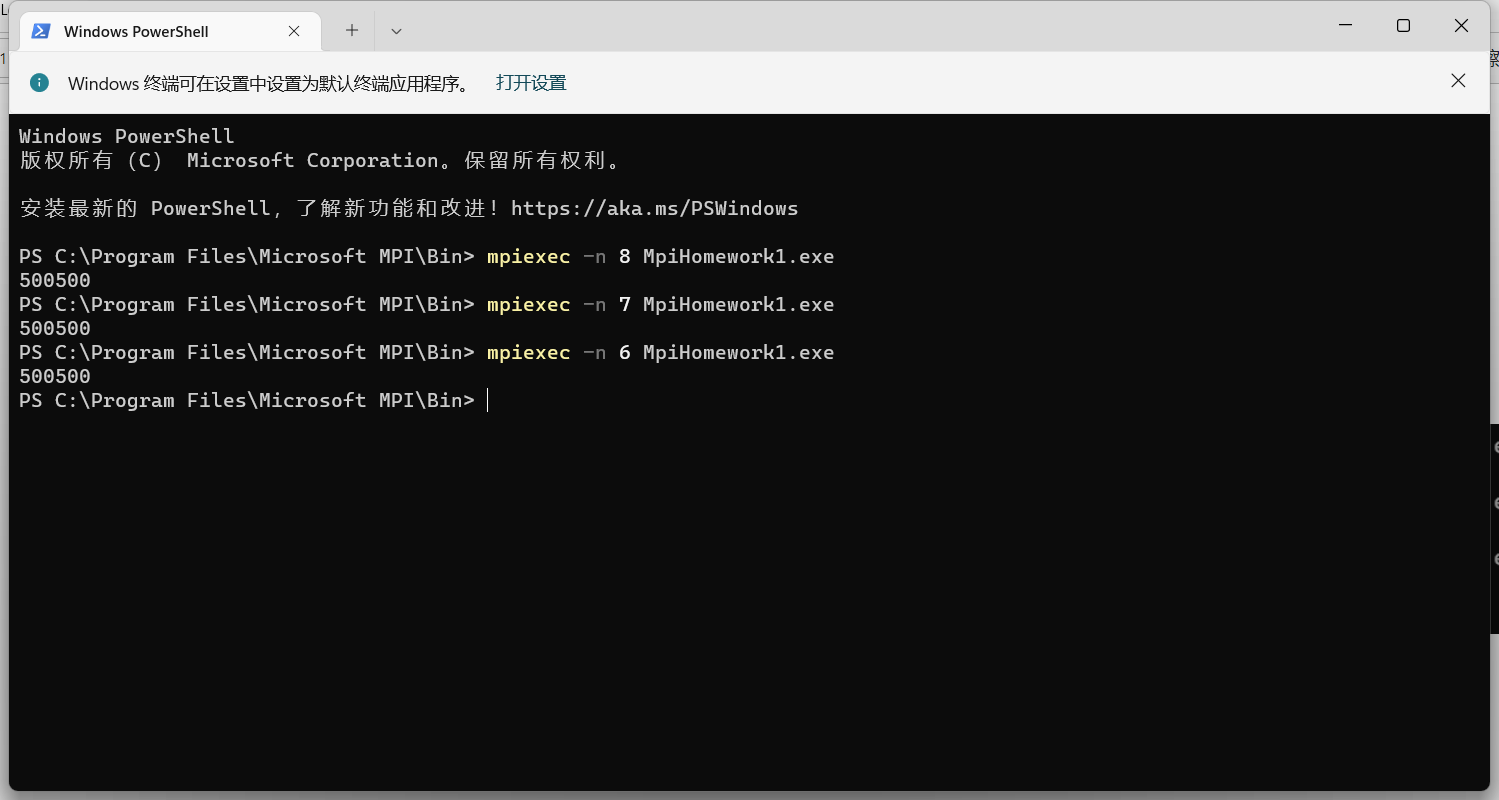 Windows PowerShell
Windows 终端可在设置中设置为默认终端应用程序。 打开设置
Windows PowerShell
版权所有 (C)  Microsoft Corporation。保留所有权利。
安装最新的 PowerShell，了解新功能和改进！https://aka.ms/PSWindows
PS C:\Program Files\Microsoft MPI\Bin> mpiexec -n 8 MpiHomework1.exe
500500
PS C:\Program Files\Microsoft MPI\Bin> mpiexec -n 7 MpiHomework1.exe
500500
PS C:\Program Files\Microsoft MPI\Bin> mpiexec -n 6 MpiHomework1.exe
500500
PS C:\Program Files\Microsoft MPI\Bin>